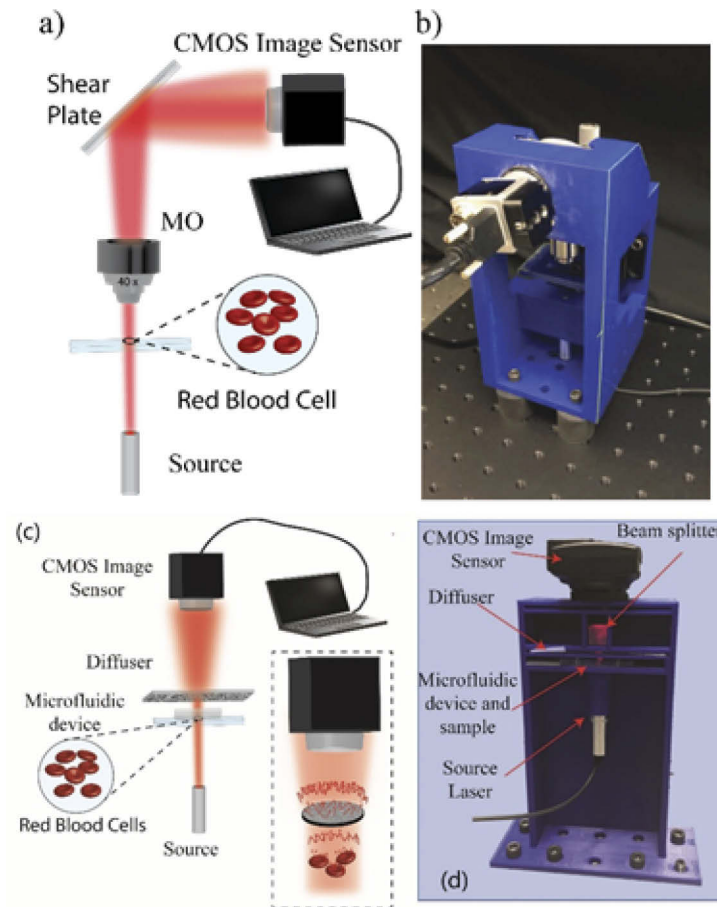 a)
CMOS Image Sensor
Shear
Plate
MO
40 x
Red Blood Cell
Source
b)
(c)
CMOS Image
Sensor
Diffuser
Microfluidic
device
Red Blood Cells
Source
CMOS Image
Sensor
Beam splitter
Diffuser
Microfluidic
device and
sample
Source
Laser
(d)